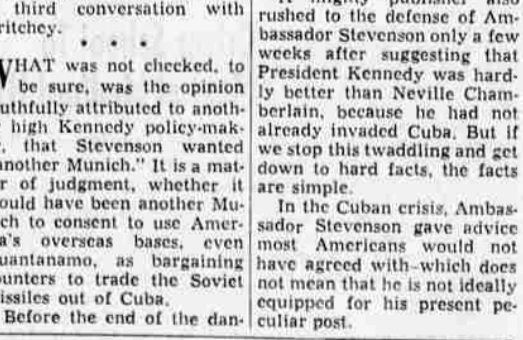 third conversation with
ritchey.
• • •
WHAT was not checked, to
be sure, was the opinion
uthfully attributed to anoth-
high Kennedy policy-mak-
, that Stevenson wanted
another Munich." It is a mat-
r of judgment, whether it
ould have been another Mu-
ch to consent to use Amer-
a's overseas bases, even
uantanamo, as bargaining
ounters to trade the Soviet
issiles out of Cuba.
Before the end of the dan-
A mighty publisher also
rushed to the defense of Am-
bassador Stevenson only a few
weeks after suggesting that
President Kennedy was hard-
ly better than Neville Cham-
berlain, because he had not
already invaded Cuba. But if
we stop this twaddling and get
down to hard facts, the facts
are simple.
In the Cuban crisis, Ambas-
sador Stevenson gave advice
most Americans would not
have agreed with–which does
not mean that he is not ideally
equipped for his present pe-
culiar post.